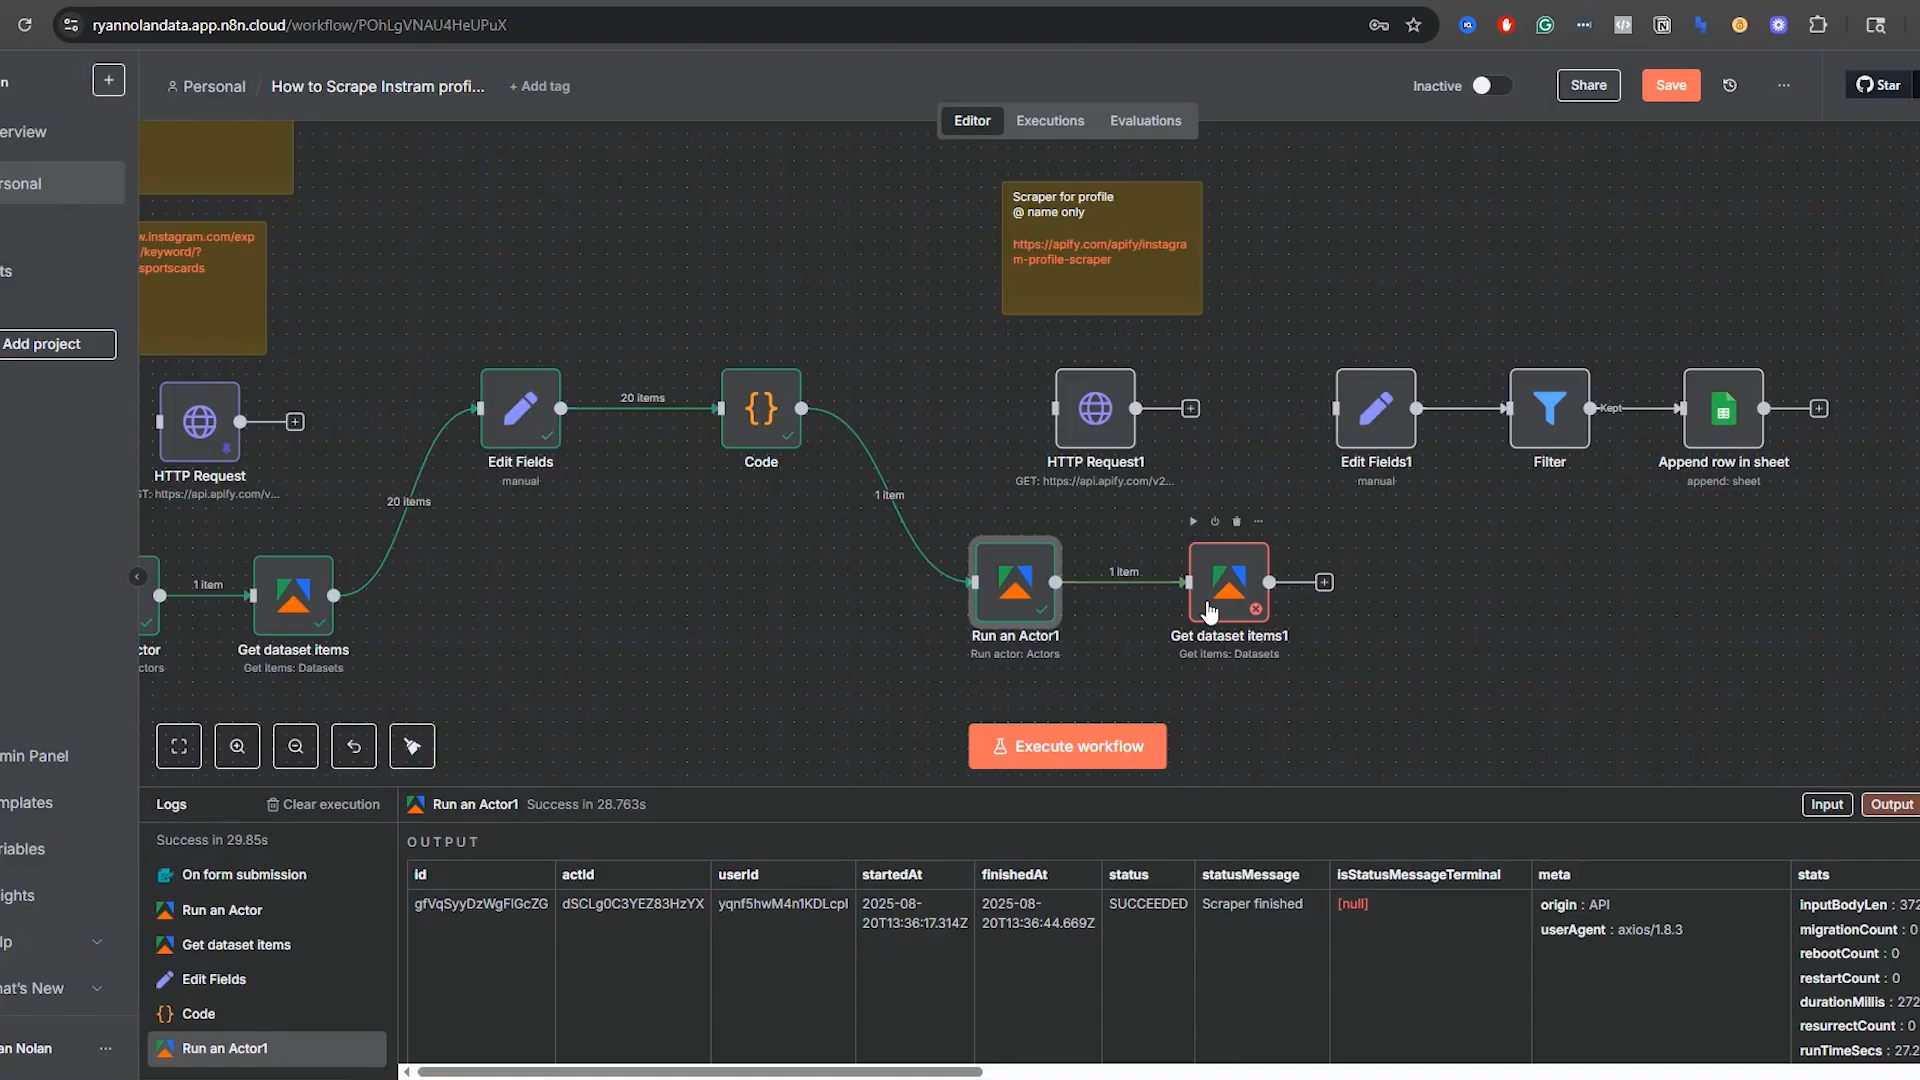 ryannolandata.app.n8n.cloud/workflow/POhLgVNAU4HeUPuX
n
Personal / How to Scrape Instram profi... + Add tag
Inactive
Share
Save
Star
Editor
Executions
Evaluations
erview
rsonal
ts
Add project
min Panel
mplates
riables
ights
lp
hat's New
an Nolan
w.instagram.com/exp
/keyword/?
sportscards
Scraper for profile
@ name only
https://apify.com/apify/instagra
m-profile-scraper
HTTP Request
ST: https://api.apify.com/v...
20 items
Edit Fields
manual
20 items
Code
1 item
HTTP Request1
GET: https://api.apify.com/v2...
Edit Fields1
manual
Filter
Kept
Append row in sheet
append: sheet
ctor
ctors
1 item
Get dataset items
Get items: Datasets
Run an Actor1
Run actor: Actors
1 item
Get dataset items1
Get items: Datasets
Execute workflow
Logs
Clear execution
Run an Actor1 Success in 28.763s
Input
Output
Success in 29.85s
On form submission
Run an Actor
Get dataset items
Edit Fields
Code
Run an Actor1
OUTPUT
id actId userId startedAt finishedAt status statusMessage isStatusMessageTerminal meta stats
gfVqSyyDzWgFlGcZG dSCLg0C3YEZ83HzYX yqnf5hwM4n1KDLcpl 2025-08- 2025-08- SUCCEEDED Scraper finished [null] origin : API inputBodyLen : 372
20T13:36:17.314Z 20T13:36:44.669Z userAgent : axios/1.8.3 migrationCount : 0
rebootCount : 0
restartCount : 0
durationMillis : 272
resurrectCount : 0
runTimeSecs : 27.2